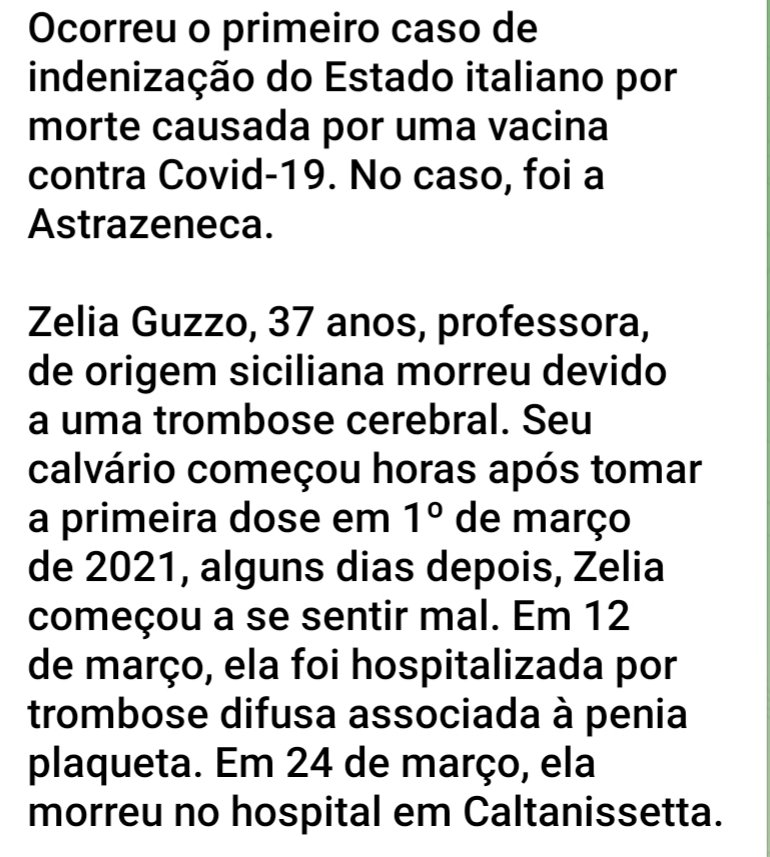 Ocorreu o primeiro caso de
indenização do Estado italiano por
morte causada por uma vacina
contra Covid-19. No caso, foi a
Astrazeneca.
Zelia Guzzo, 37 anos, professora,
de origem siciliana morreu devido
a uma trombose cerebral. Seu
calvário começou horas após tomar
a primeira dose em 1º de março
de 2021, alguns dias depois, Zelia
começou a se sentir mal. Em 12
de março, ela foi hospitalizada por
trombose difusa associada à penia
plaqueta. Em 24 de março, ela
morreu no hospital em Caltanissetta.